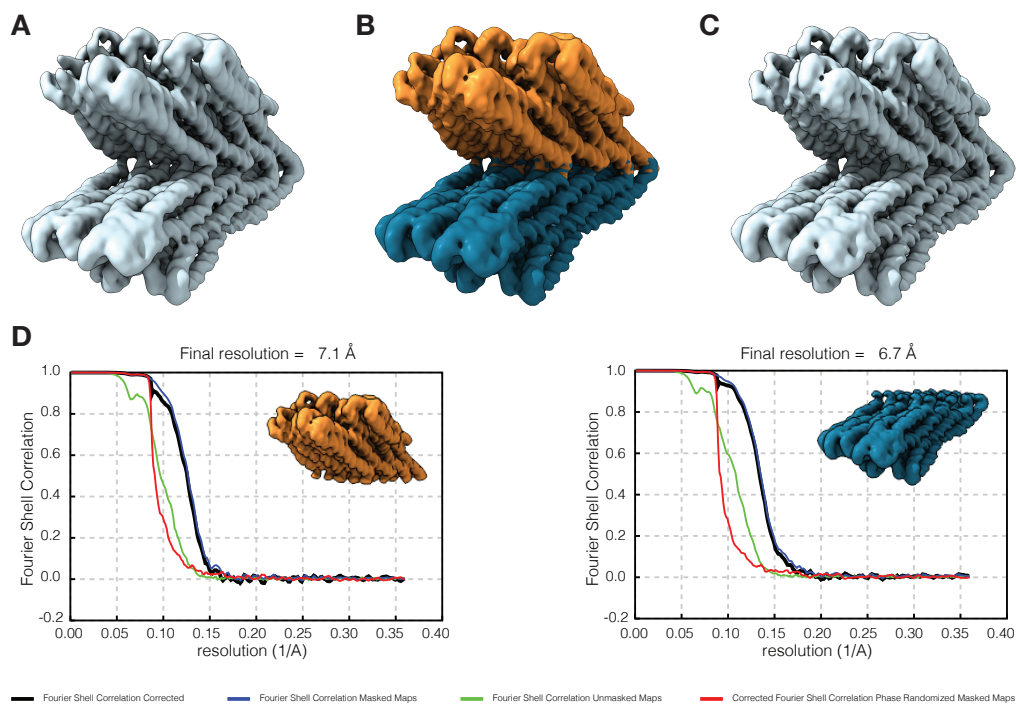 A
B
C
D
Final resolution = 7.1 Å
Fourier Shell Correlation
1.0
0.8
0.6
0.4
0.2
0.0
-0.2
0.00 0.05 0.10 0.15 0.20 0.25 0.30 0.35 0.40
resolution (1/A)
Final resolution = 6.7 Å
Fourier Shell Correlation
1.0
0.8
0.6
0.4
0.2
0.0
-0.2
0.00 0.05 0.10 0.15 0.20 0.25 0.30 0.35 0.40
resolution (1/A)
Fourier Shell Correlation Corrected
Fourier Shell Correlation Masked Maps
Fourier Shell Correlation Unmasked Maps
Corrected Fourier Shell Correlation Phase Randomized Masked Maps